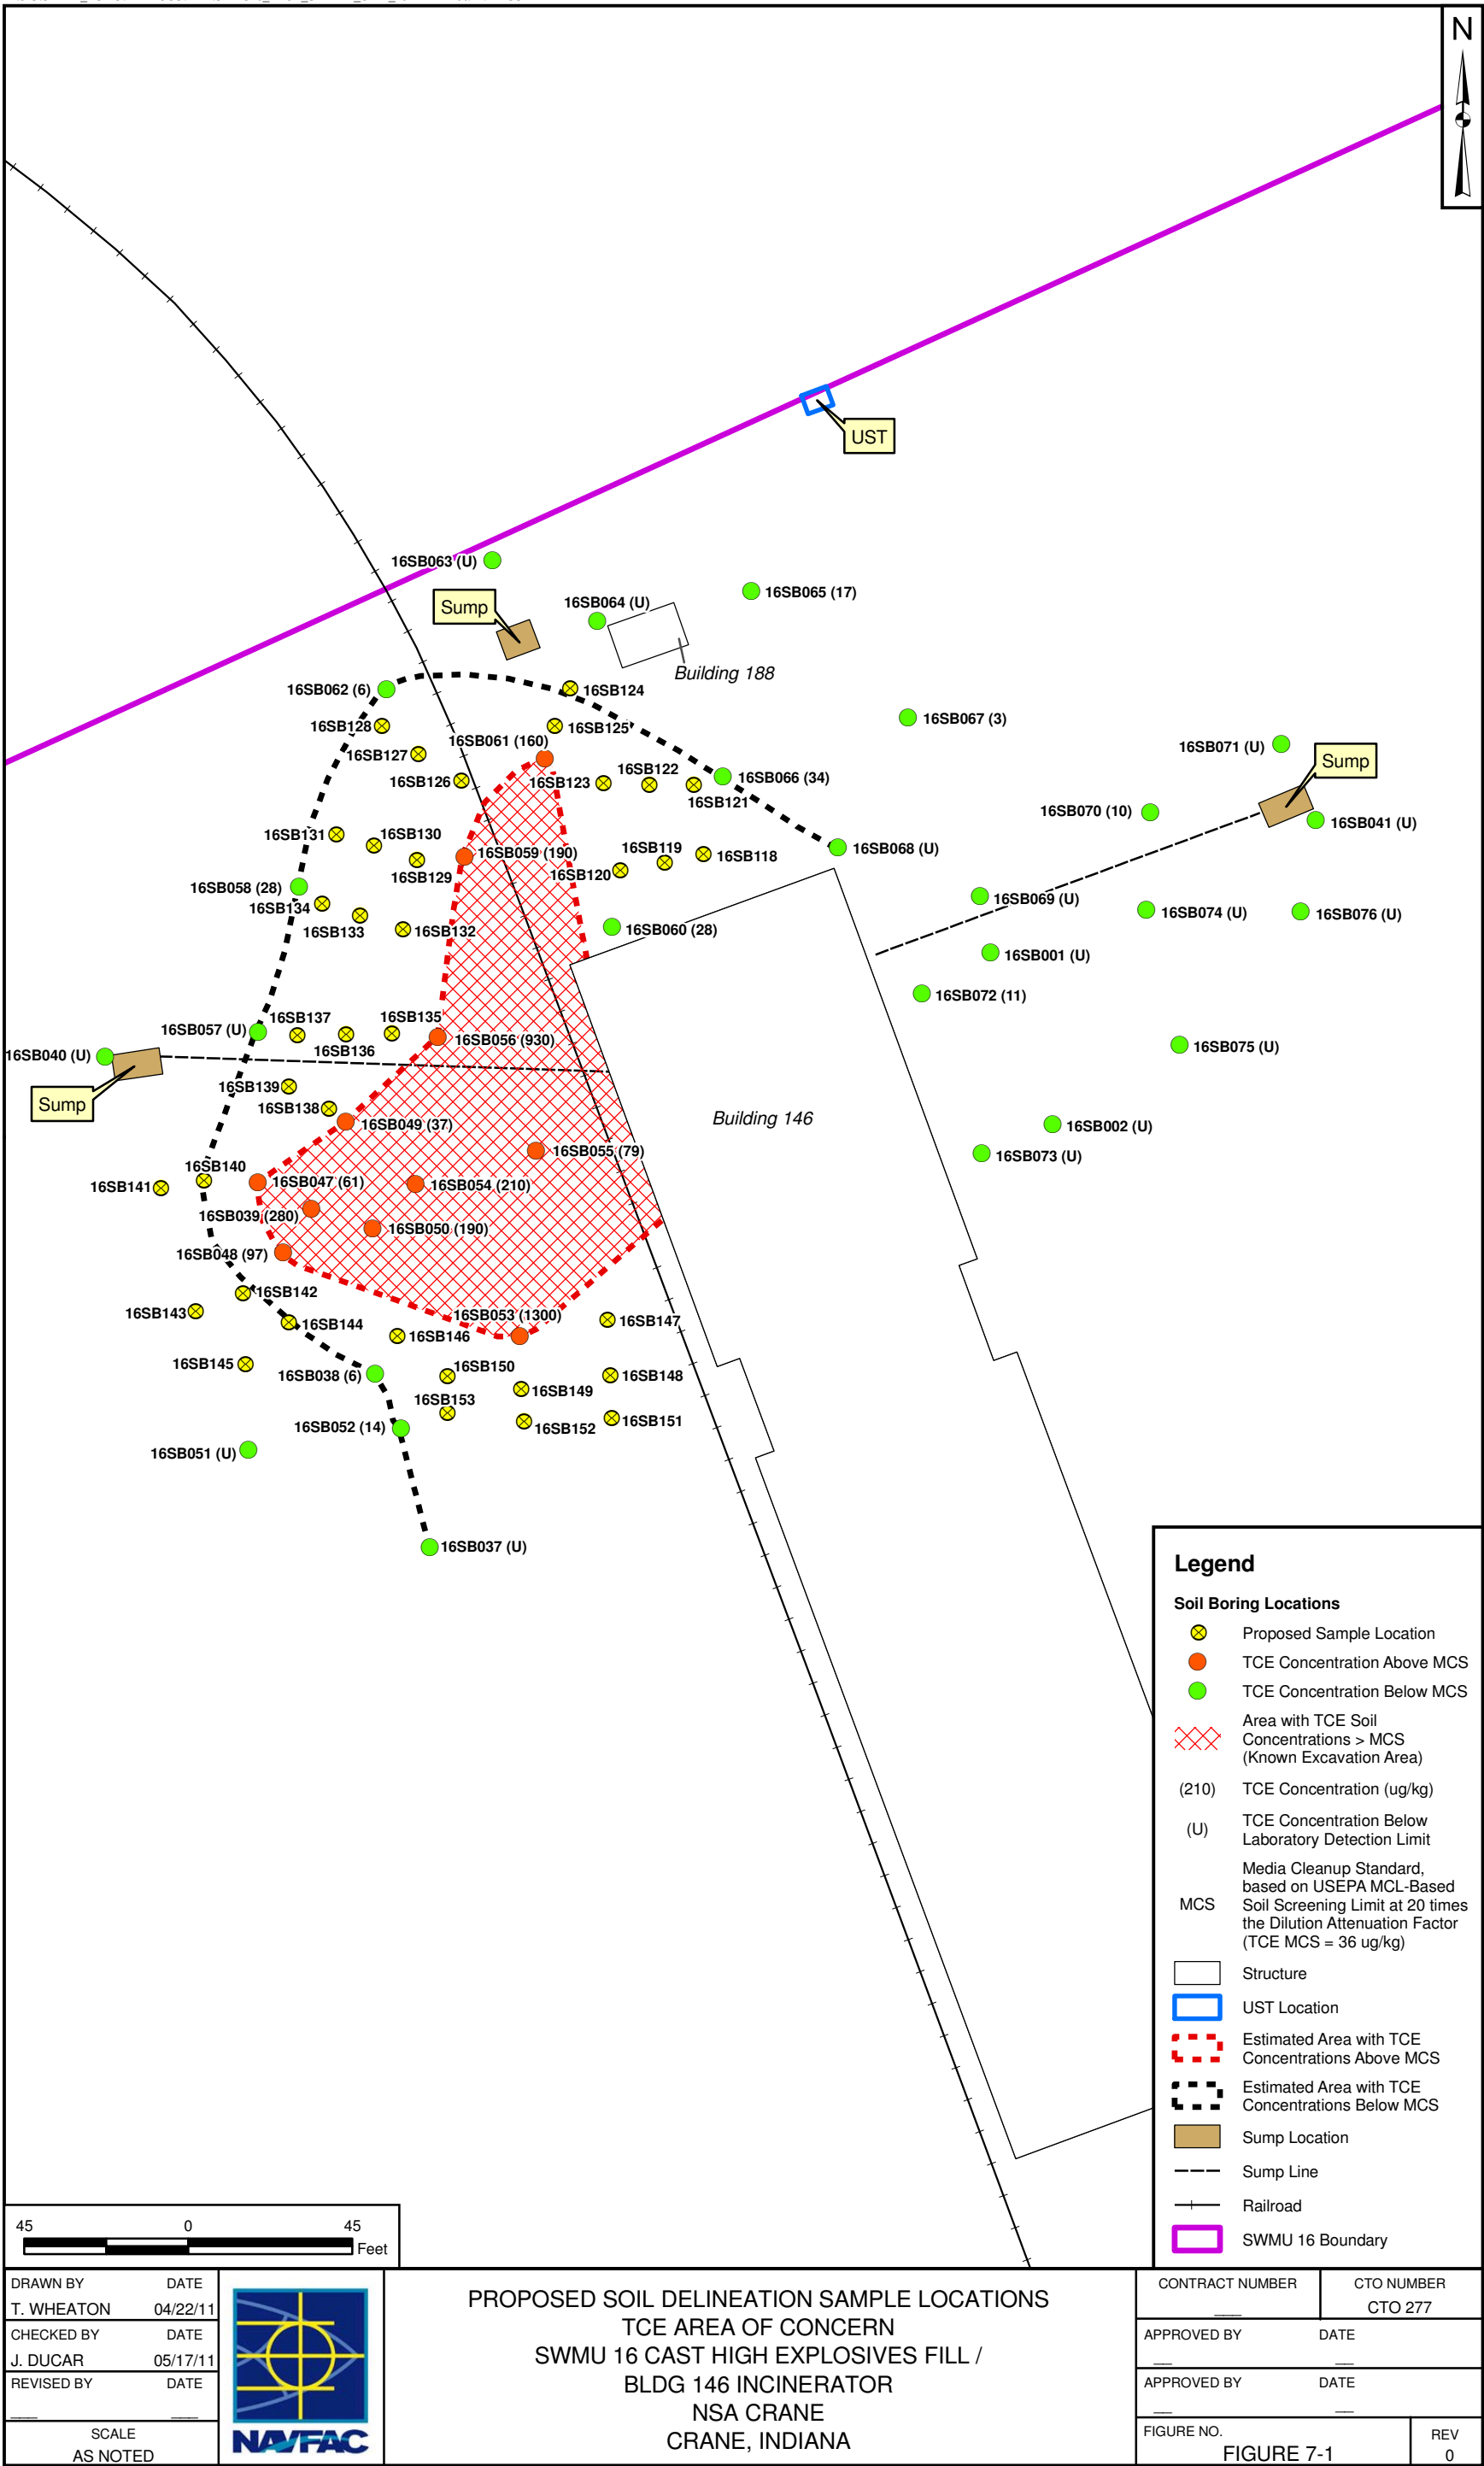 N
UST
16SB063 (U)
Sump
16SB064 (U)
16SB065 (17)
Building 188
16SB062 (6)
16SB124
16SB128
16SB125
16SB067 (3)
16SB061 (160)
16SB127
16SB071 (U)
Sump
16SB126
16SB123
16SB122
16SB066 (34)
16SB121
16SB070 (10)
16SB041 (U)
16SB131
16SB130
16SB129
16SB059 (190)
16SB119
16SB118
16SB120
16SB068 (U)
16SB058 (28)
16SB134
16SB133
16SB132
16SB060 (28)
16SB069 (U)
16SB074 (U)
16SB076 (U)
16SB001 (U)
16SB072 (11)
16SB057 (U)
16SB137
16SB136
16SB135
16SB056 (930)
16SB075 (U)
16SB040 (U)
Sump
16SB139
16SB138
16SB049 (37)
Building 146
16SB002 (U)
16SB073 (U)
16SB055 (79)
16SB140
16SB141
16SB047 (61)
16SB054 (210)
16SB039 (280)
16SB050 (190)
16SB048 (97)
16SB142
16SB143
16SB144
16SB053 (1300)
16SB147
16SB146
16SB145
16SB038 (6)
16SB150
16SB148
16SB149
16SB153
16SB052 (14)
16SB152
16SB151
16SB051 (U)
16SB037 (U)
Legend
Soil Boring Locations
Proposed Sample Location
TCE Concentration Above MCS
TCE Concentration Below MCS
Area with TCE Soil
Concentrations > MCS
(Known Excavation Area)
(210) TCE Concentration (ug/kg)
(U) TCE Concentration Below
Laboratory Detection Limit
MCS Media Cleanup Standard,
based on USEPA MCL-Based
Soil Screening Limit at 20 times
the Dilution Attenuation Factor
(TCE MCS = 36 ug/kg)
Structure
UST Location
Estimated Area with TCE
Concentrations Above MCS
Estimated Area with TCE
Concentrations Below MCS
Sump Location
Sump Line
Railroad
SWMU 16 Boundary
45 0 45
Feet
DRAWN BY DATE
T. WHEATON 04/22/11
CHECKED BY DATE
J. DUCAR 05/17/11
REVISED BY DATE
SCALE
AS NOTED
NAVFAC
PROPOSED SOIL DELINEATION SAMPLE LOCATIONS
TCE AREA OF CONCERN
SWMU 16 CAST HIGH EXPLOSIVES FILL /
BLDG 146 INCINERATOR
NSA CRANE
CRANE, INDIANA
CONTRACT NUMBER
CTO NUMBER
CTO 277
APPROVED BY DATE
APPROVED BY DATE
FIGURE NO.
FIGURE 7-1
REV
0